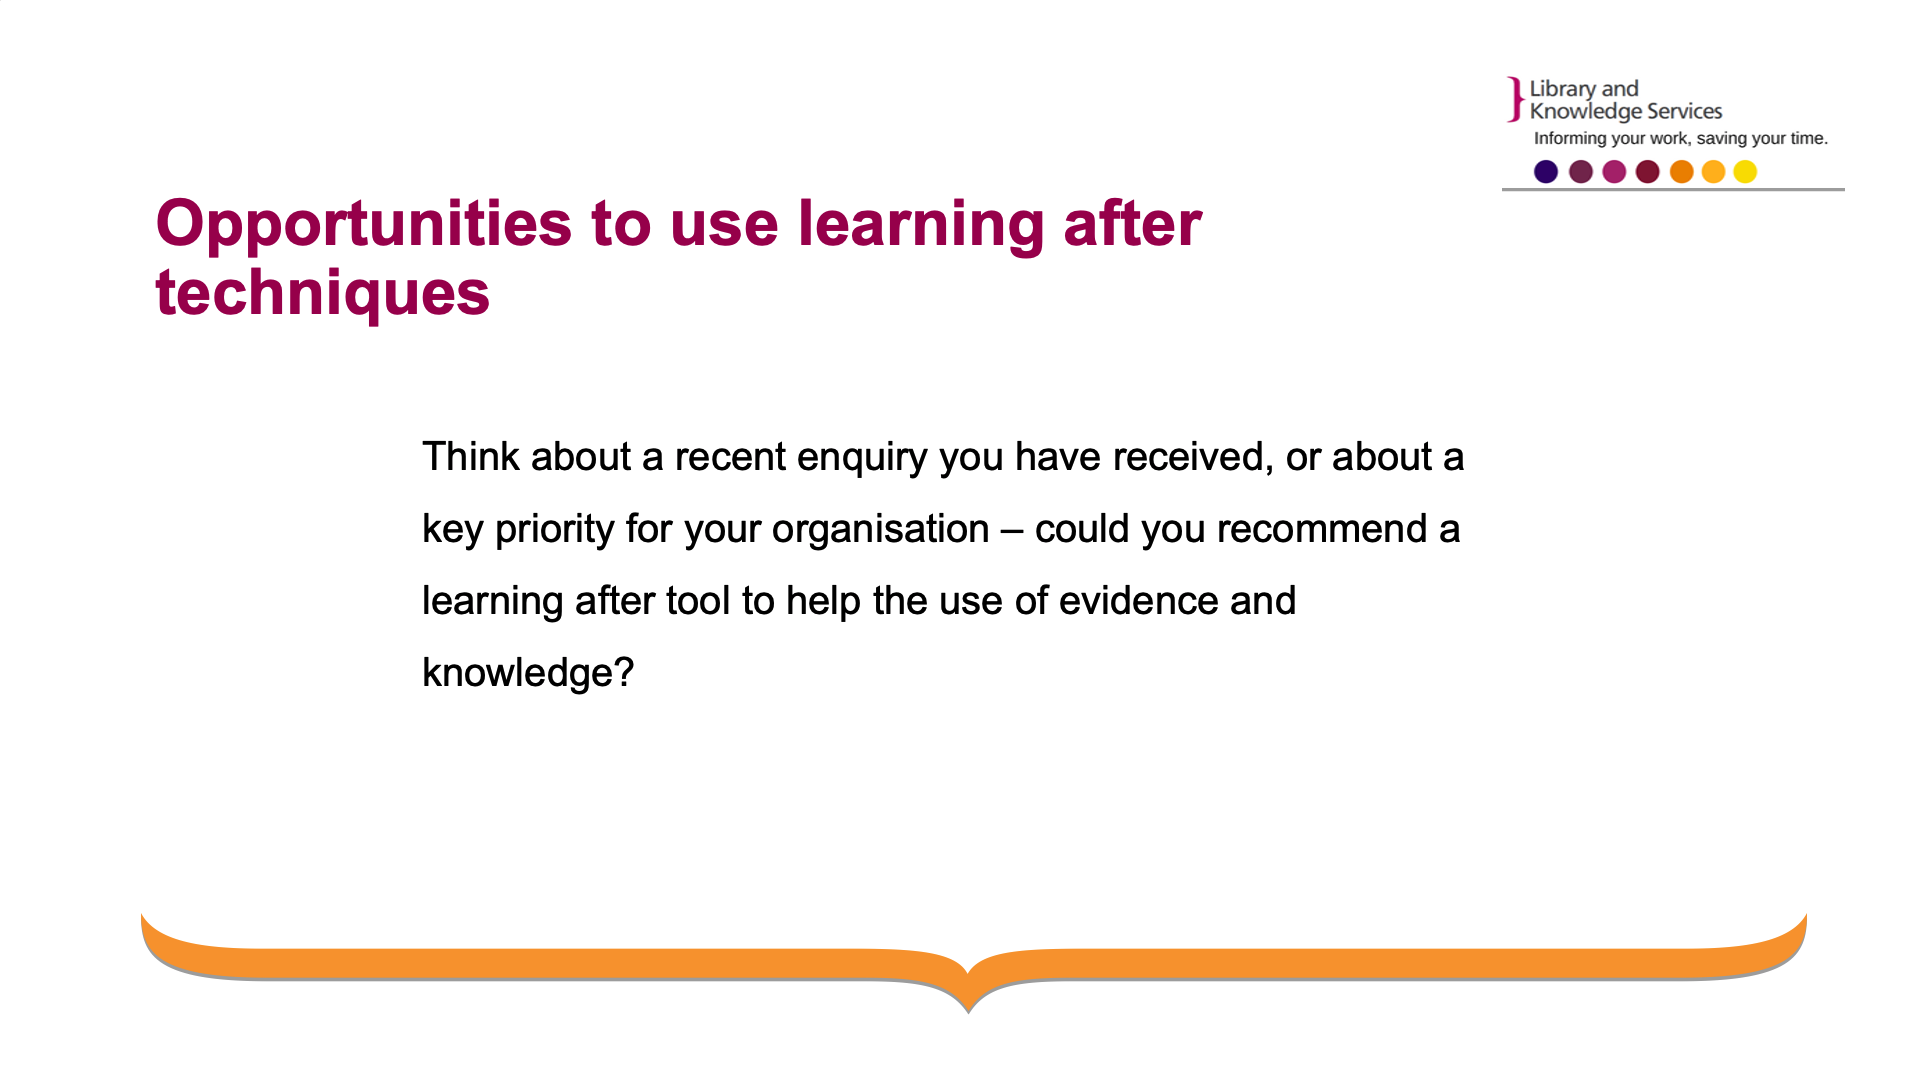 Library and
Knowledge Services
Informing your work, saving your time.
Opportunities to use learning after
techniques
Think about a recent enquiry you have received, or about a
key priority for your organisation – could you recommend a
learning after tool to help the use of evidence and
knowledge?